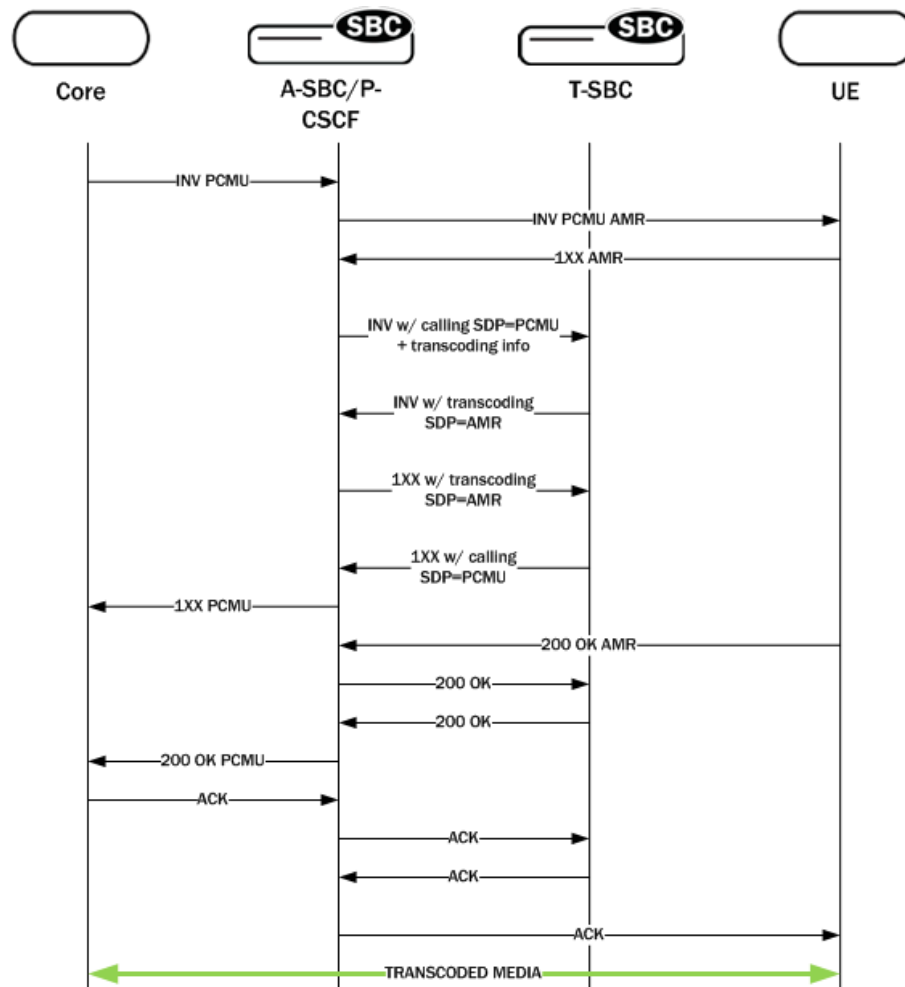 SBC
SBC
Core
A-SBC/P-
CSCF
T-SBC
UE
INV PCMU
INV PCMU AMR
1XX AMR
INV w/ calling SDP=PCMU
+ transcoding info
INV w/ transcoding
SDP=AMR
1XX w/ transcoding
SDP=AMR
1XX w/ calling
SDP=PCMU
1XX PCMU
200 OK AMR
200 OK
200 OK
200 OK PCMU
ACK
ACK
ACK
ACK
TRANSCODED MEDIA